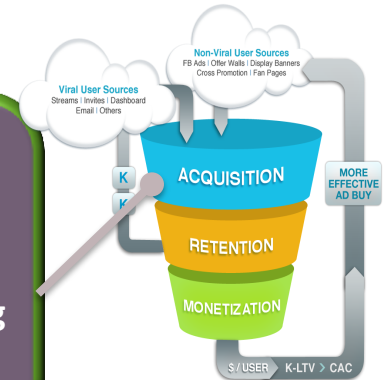 Non-Viral User Sources
FB Ads | Offer Walls | Display Banners
Cross Promotion | Fan Pages
Viral User Sources
Streams | Invites | Dashboard
Email | Others
K
K
ACQUISITION
MORE
EFFECTIVE
AD BUY
RETENTION
MONETIZATION
$ / USER K-LTV > CAC
g